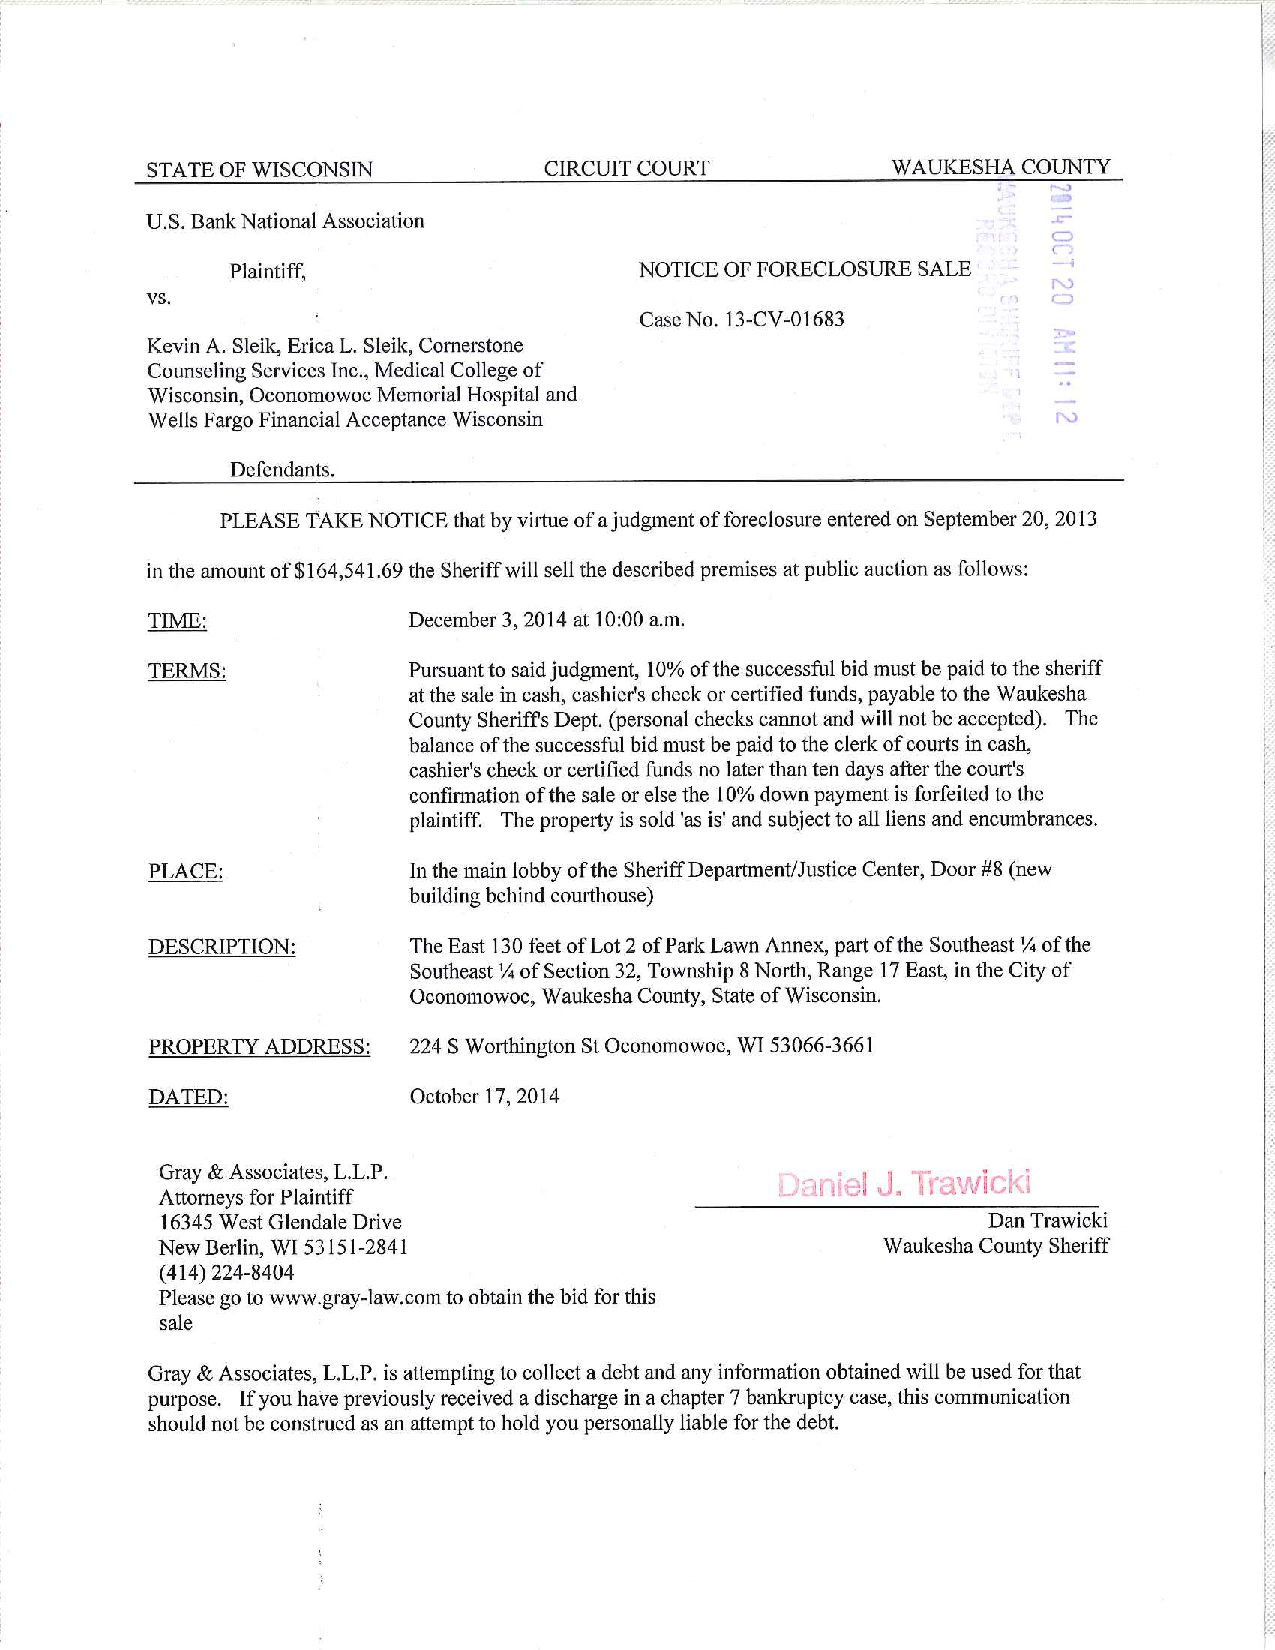 STATE OF WISCONSIN CIRCUIT COURT WAUKESHA COUNTY
U.S. Bank National Association
Plaintiff,
vs.
Kevin A. Sleik, Erica L. Sleik, Cornerstone
Counseling Services Inc., Medical College of
Wisconsin, Oconomowoc Memorial Hospital and
Wells Fargo Financial Acceptance Wisconsin
Defendants.
NOTICE OF FORECLOSURE SALE
Case No. 13-CV-01683
2014 OCT 20 AM 11: 12
PLEASE TAKE NOTICE that by virtue of a judgment of foreclosure entered on September 20, 2013
in the amount of $164,541.69 the Sheriff will sell the described premises at public auction as follows:
TIME: December 3, 2014 at 10:00 a.m.
TERMS: Pursuant to said judgment, 10% of the successful bid must be paid to the sheriff
at the sale in cash, cashier's check or certified funds, payable to the Waukesha
County Sheriff's Dept. (personal checks cannot and will not be accepted). The
balance of the successful bid must be paid to the clerk of courts in cash,
cashier's check or certified funds no later than ten days after the court's
confirmation of the sale or else the 10% down payment is forfeited to the
plaintiff. The property is sold 'as is' and subject to all liens and encumbrances.
PLACE: In the main lobby of the Sheriff Department/Justice Center, Door #8 (new
building behind courthouse)
DESCRIPTION: The East 130 feet of Lot 2 of Park Lawn Annex, part of the Southeast ¼ of the
Southeast ¼ of Section 32, Township 8 North, Range 17 East, in the City of
Oconomowoc, Waukesha County, State of Wisconsin.
PROPERTY ADDRESS: 224 S Worthington St Oconomowoc, WI 53066-3661
DATED: October 17, 2014
Gray & Associates, L.L.P.
Attorneys for Plaintiff
16345 West Glendale Drive
New Berlin, WI 53151-2841
(414) 224-8404
Please go to www.gray-law.com to obtain the bid for this
sale
Daniel J. Trawicki
Dan Trawicki
Waukesha County Sheriff
Gray & Associates, L.L.P. is attempting to collect a debt and any information obtained will be used for that
purpose. If you have previously received a discharge in a chapter 7 bankruptcy case, this communication
should not be construed as an attempt to hold you personally liable for the debt.